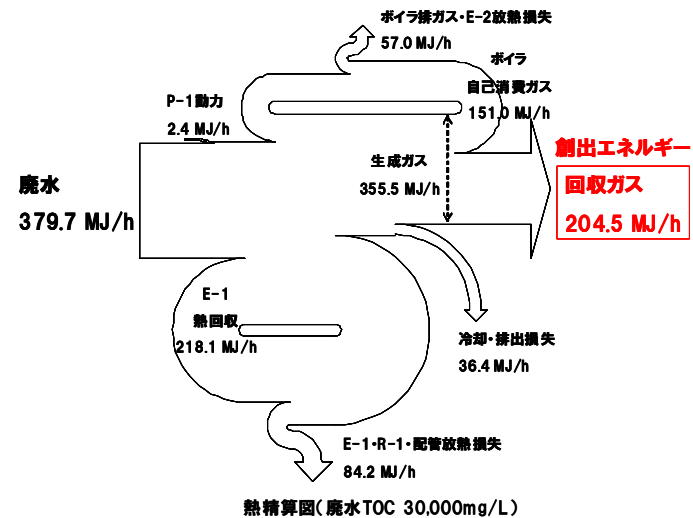 ボイラ排ガス・E-2放熱損失
57.0 MJ/h
ボイラ
自己消費ガス
151.0 MJ/h
P-1動力
2.4 MJ/h
生成ガス
355.5 MJ/h
創出エネルギー
回収ガス
204.5 MJ/h
廃水
379.7 MJ/h
E-1
熱回収
218.1 MJ/h
冷却・排出損失
36.4 MJ/h
E-1・R-1・配管放熱損失
84.2 MJ/h
熱精算図(廃水TOC 30,000mg/L)